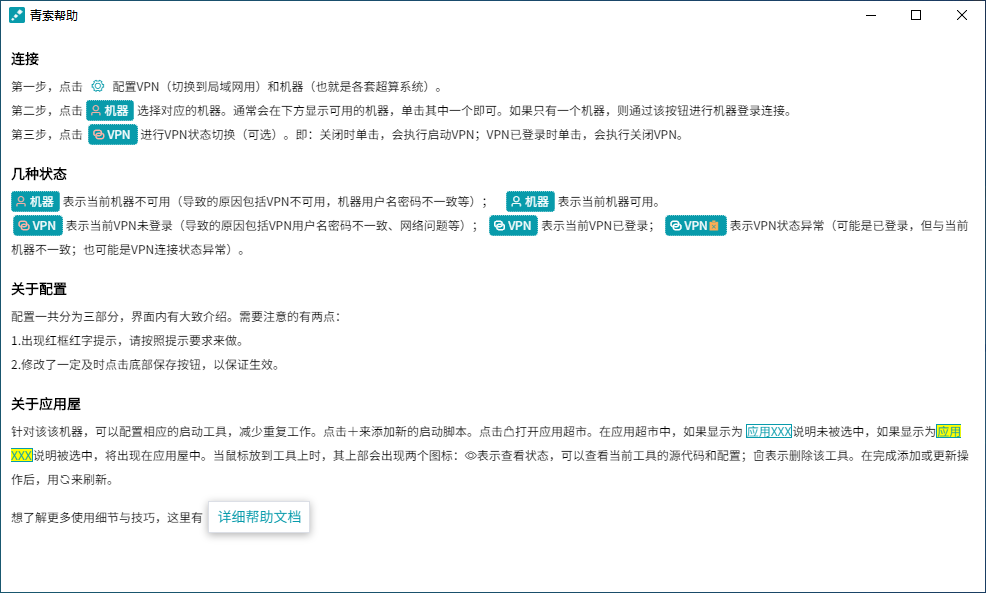 青索帮助
连接
第一步，点击 配置VPN（切换到局域网用）和机器（也就是各套超算系统）。
第二步，点击 机器 选择对应的机器。通常会在下方显示可用的机器，单击其中一个即可。如果只有一个机器，则通过该按钮进行机器登录连接。
第三步，点击 VPN 进行VPN状态切换（可选）。即：关闭时单击，会执行启动VPN；VPN已登录时单击，会执行关闭VPN。
几种状态
机器 表示当前机器不可用（导致的原因包括VPN不可用，机器用户名密码不一致等）； 机器 表示当前机器可用。
VPN 表示当前VPN未登录（导致的原因包括VPN用户名密码不一致、网络问题等）； VPN 表示当前VPN已登录； VPN 表示VPN状态异常（可能是已登录，但与当前
机器不一致；也可能是VPN连接状态异常）。
关于配置
配置一共分为三部分，界面内有大致介绍。需要注意的有两点：
1.出现红框红字提示，请按照提示要求来做。
2.修改了一定及时点击底部保存按钮，以保证生效。
关于应用屋
针对该该机器，可以配置相应的启动工具，减少重复工作。点击＋来添加新的启动脚本。点击凸打开应用超市。在应用超市中，如果显示为 应用XXX说明未被选中，如果显示为应用
XXX说明被选中，将出现在应用屋中。当鼠标放到工具上时，其上部会出现两个图标：表示查看状态，可以查看当前工具的源代码和配置；表示删除该工具。在完成添加或更新操
作后，用来刷新。
想了解更多使用细节与技巧，这里有 详细帮助文档